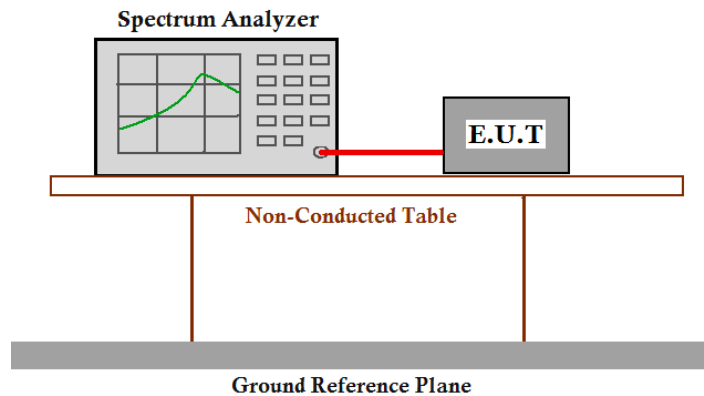 Spectrum Analyzer
E.U.T
Non-Conducted Table
Ground Reference Plane